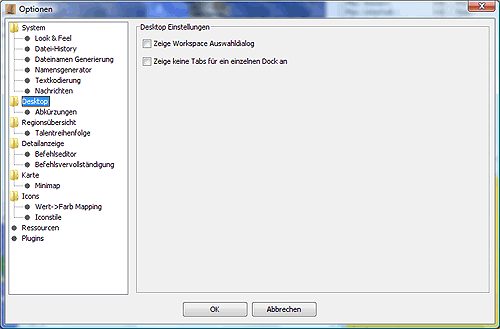 Optionen
System
Look & Feel
Datei-History
Dateinamen Generierung
Namensgenerator
Textkodierung
Nachrichten
Desktop
Abkürzungen
Regionsübersicht
Talentreihenfolge
Detailanzeige
Befehlseditor
Befehlsvervollständigung
Karte
Minimap
Icons
Wert->Farb Mapping
Iconstile
Ressourcen
Plugins
Desktop Einstellungen
Zeige Workspace Auswahldialog
Zeige keine Tabs für ein einzelnen Dock an
OK
Abbrechen